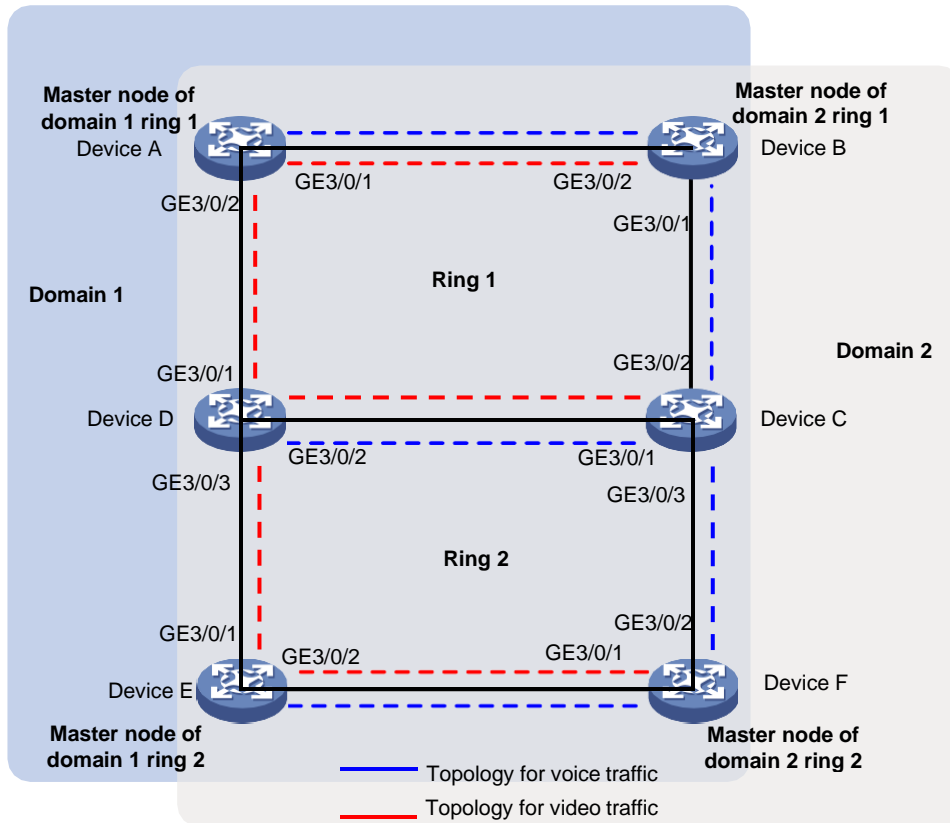 Master node of
domain 1 ring 1
Device A
Master node of
domain 2 ring 1
Device B
GE3/0/1
GE3/0/2
GE3/0/2
GE3/0/1
Ring 1
Domain 1
Domain 2
GE3/0/1
GE3/0/2
Device D
Device C
GE3/0/2
GE3/0/1
GE3/0/3
GE3/0/3
Ring 2
GE3/0/1
GE3/0/2
GE3/0/2
GE3/0/1
Device E
Device F
Master node of
domain 1 ring 2
Master node of
domain 2 ring 2
Topology for voice traffic
Topology for video traffic